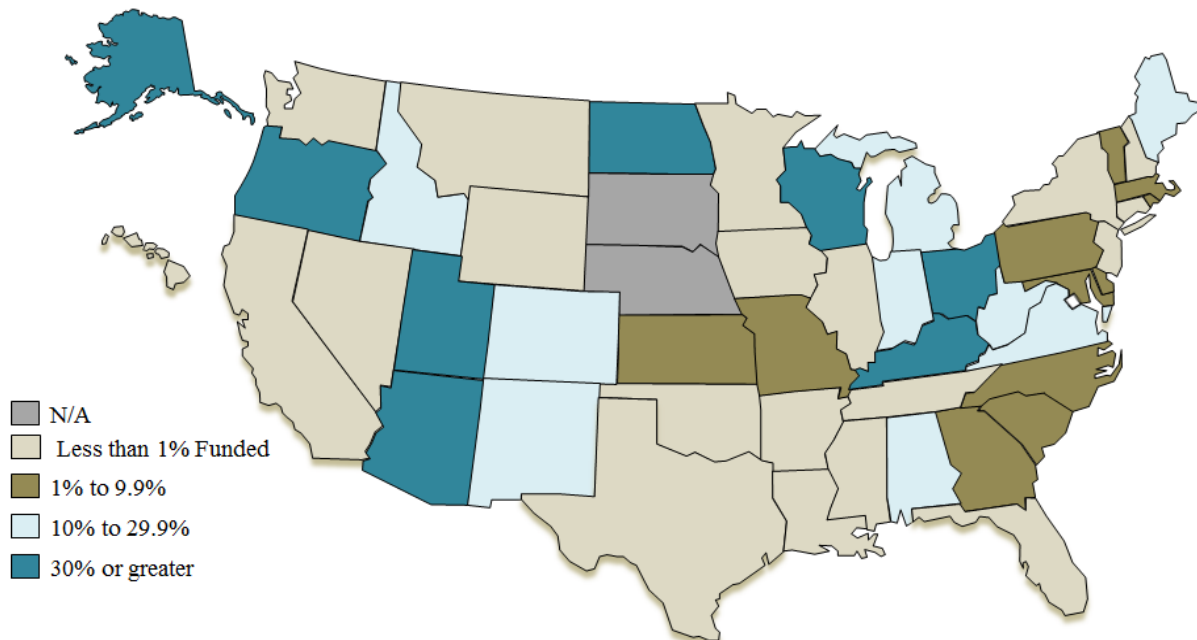 N/A
Less than 1% Funded
1% to 9.9%
10% to 29.9%
30% or greater